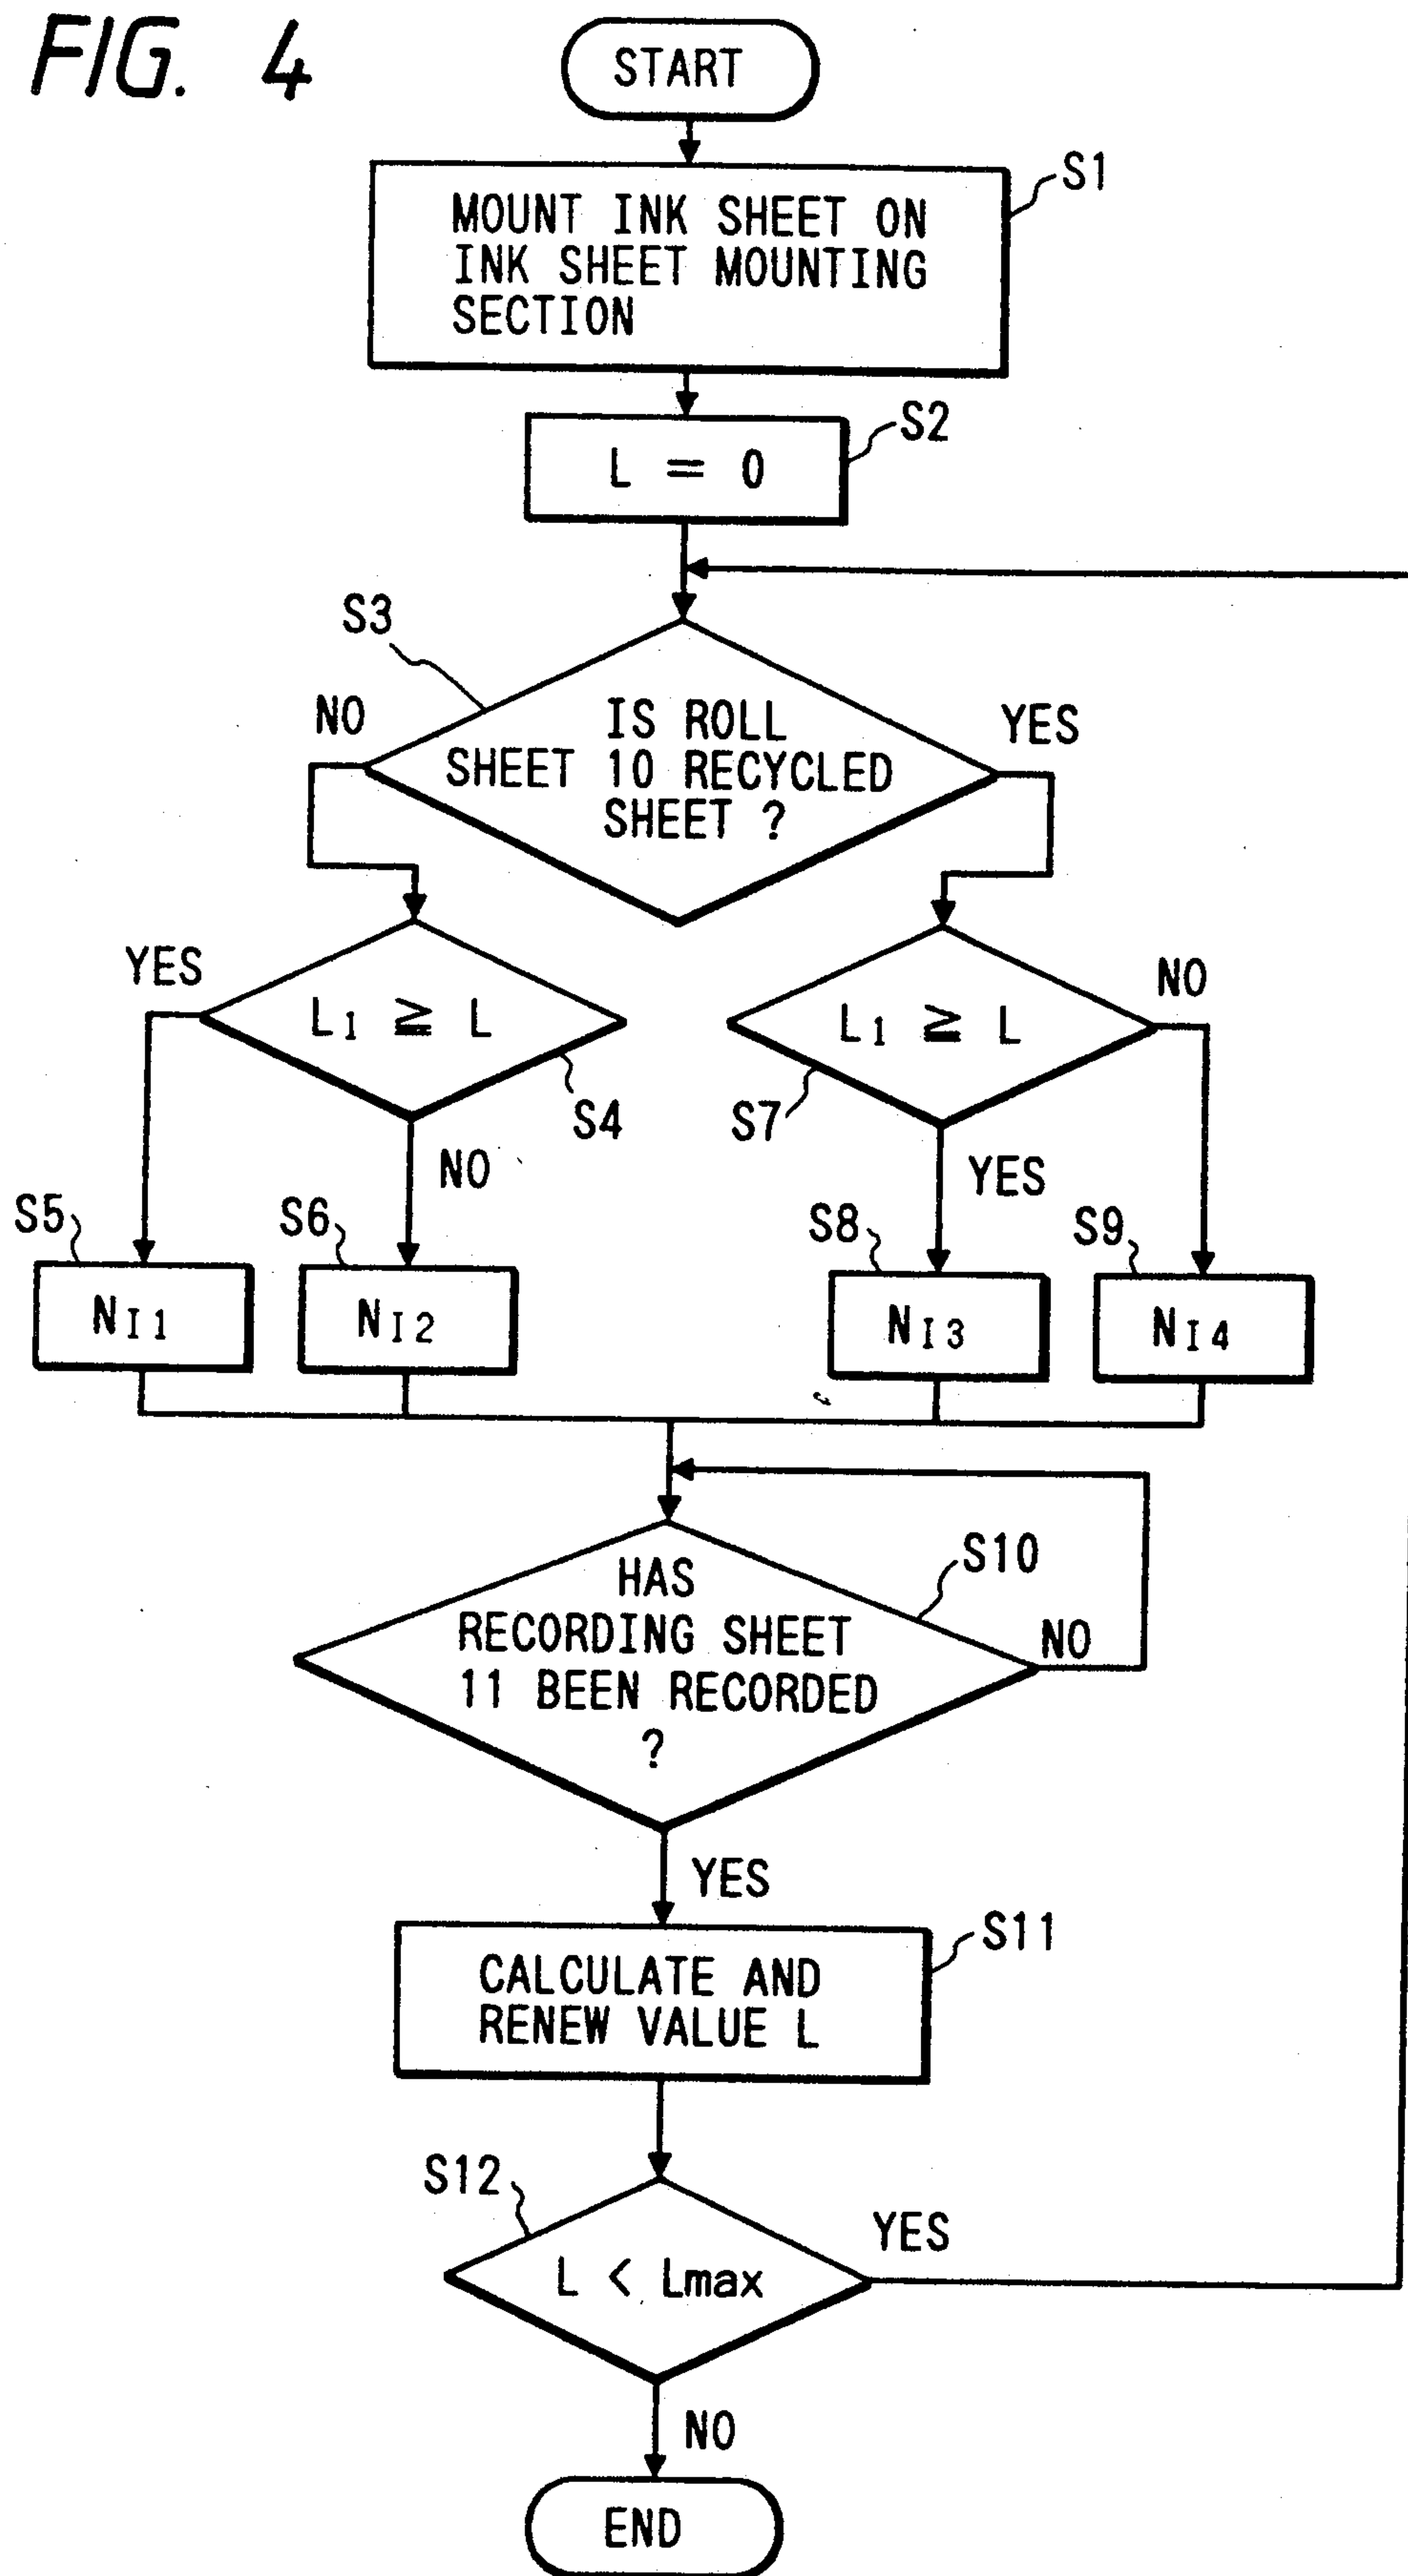 FIG. 4
START
S1
MOUNT INK SHEET ON
INK SHEET MOUNTING
SECTION
S2
L = 0
S3
NO
YES
IS ROLL
SHEET 10 RECYCLED
SHEET ?
YES
L1 ≧ L
S4
NO
L1 ≧ L
S7
NO
YES
S5
NI1
S6
NI2
S8
NI3
S9
NI4
S10
HAS
RECORDING SHEET
11 BEEN RECORDED
?
NO
YES
S11
CALCULATE AND
RENEW VALUE L
S12
L < Lmax
YES
NO
END